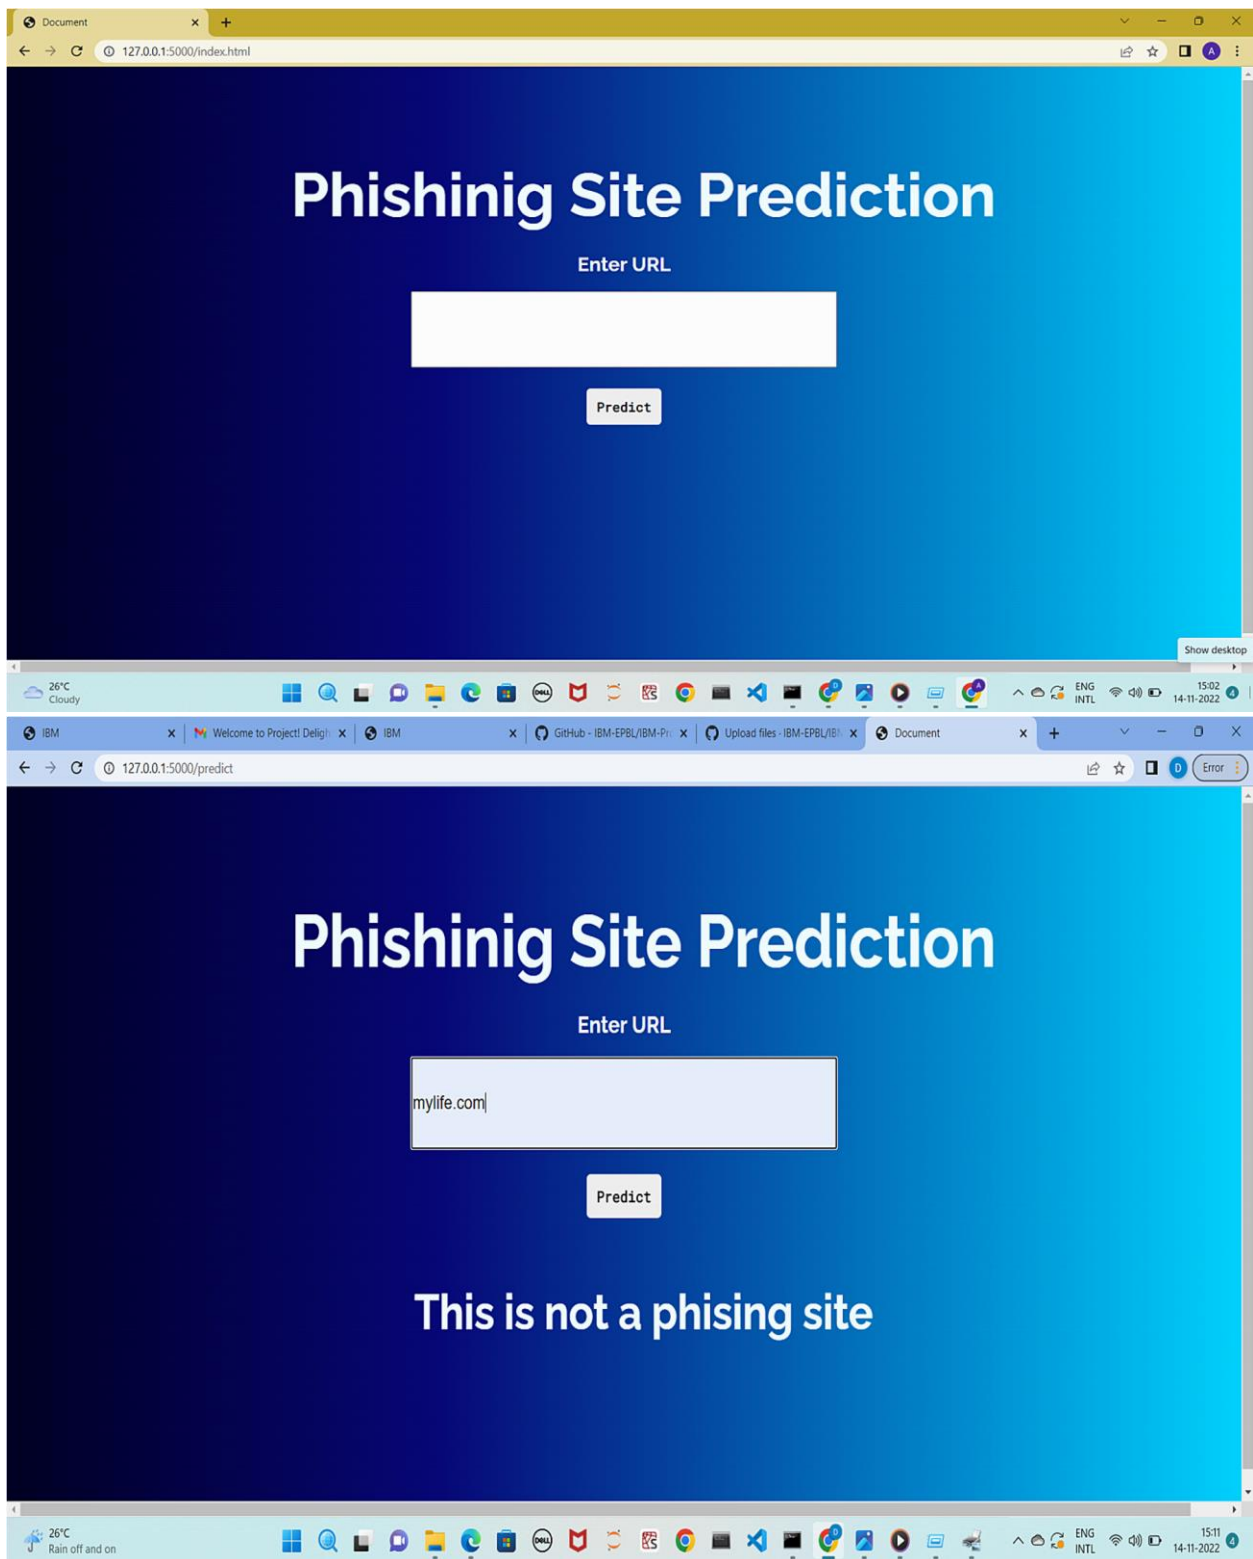 Document
127.0.0.1:5000/index.html
A
Phishinig Site Prediction
Enter URL
Predict
Show desktop
26°C
Cloudy
ENG
INTL
15:02
14-11-2022
4
IBM
Welcome to Project! Deligh
IBM
GitHub - IBM-EPBL/IBM-Pr
Upload files · IBM-EPBL/IB
Document
127.0.0.1:5000/predict
D
Error
Phishinig Site Prediction
Enter URL
mylife.com
Predict
This is not a phising site
26°C
Rain off and on
DELL
ENG
INTL
15:11
14-11-2022
4